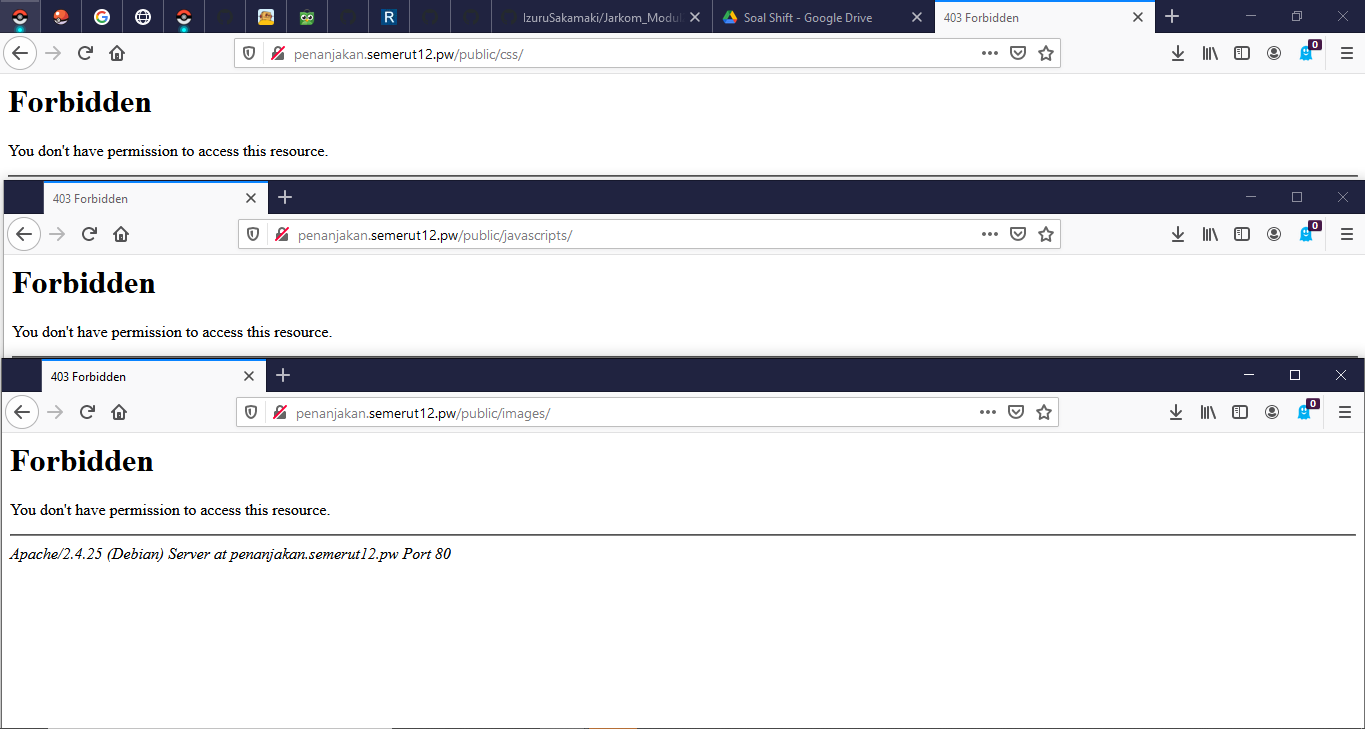 R IzuruSakamaki/Jarkom_Modul Soal Shift - Google Drive 403 Forbidden
penanjakan.semerut12.pw/public/css/ 0
Forbidden
You don't have permission to access this resource.
403 Forbidden
penanjakan.semerut12.pw/public/javascripts/ 0
Forbidden
You don't have permission to access this resource.
403 Forbidden
penanjakan.semerut12.pw/public/images/ 0
Forbidden
You don't have permission to access this resource.
Apache/2.4.25 (Debian) Server at penanjakan.semerut12.pw Port 80